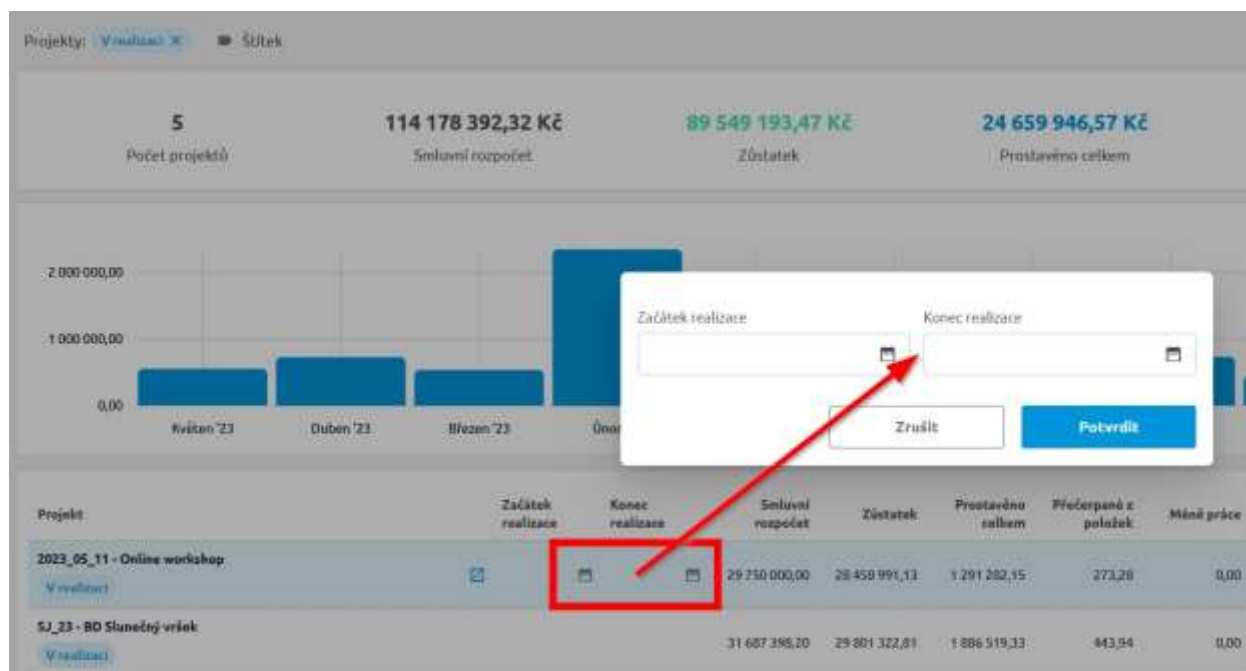 Projekty: V realizaci × Štítek
5 114 178 392,32 Kč 89 549 193,47 Kč 24 659 946,57 Kč
Počet projektů Smluvní rozpočet Zůstatek Prostavěno celkem
2 000 000,00
1 000 000,00
0,00
Květen '23 Duben '23 Březen '23 Únor
Začátek realizace Konec realizace
Zrušit Potvrdit
Projekt Začátek realizace Konec realizace Smluvní rozpočet Zůstatek Prostavěno celkem Přečerpané z položek Méně práce
2023_05_11 - Online workshop
V realizaci
29 750 000,00 28 458 991,13 1 291 282,15 273,28 0,00
SJ_23 - BD Slunečný vršek
V realizaci
31 687 398,20 29 801 322,81 1 886 519,33 443,94 0,00